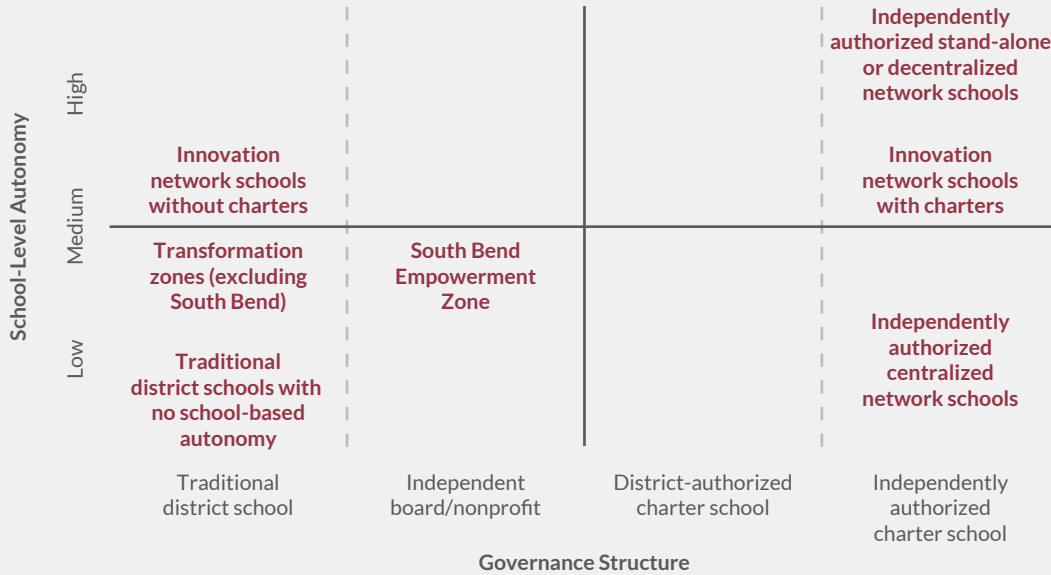 School-Level Autonomy
High
Medium
Low
Independently
authorized stand-alone
or decentralized
network schools
Innovation
network schools
without charters
Innovation
network schools
with charters
Transformation
zones (excluding
South Bend)
South Bend
Empowerment
Zone
Traditional
district schools with
no school-based
autonomy
Independently
authorized
centralized
network schools
Traditional
district school
Independent
board/nonprofit
District-authorized
charter school
Independently
authorized
charter school
Governance Structure